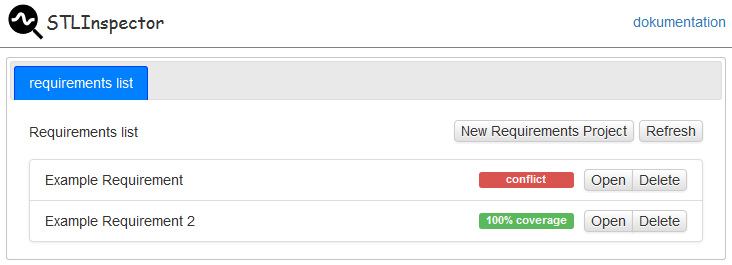 STLInspector
dokumentation
requirements list
Requirements list
New Requirements Project
Refresh
Example Requirement
conflict
Open
Delete
Example Requirement 2
100% coverage
Open
Delete